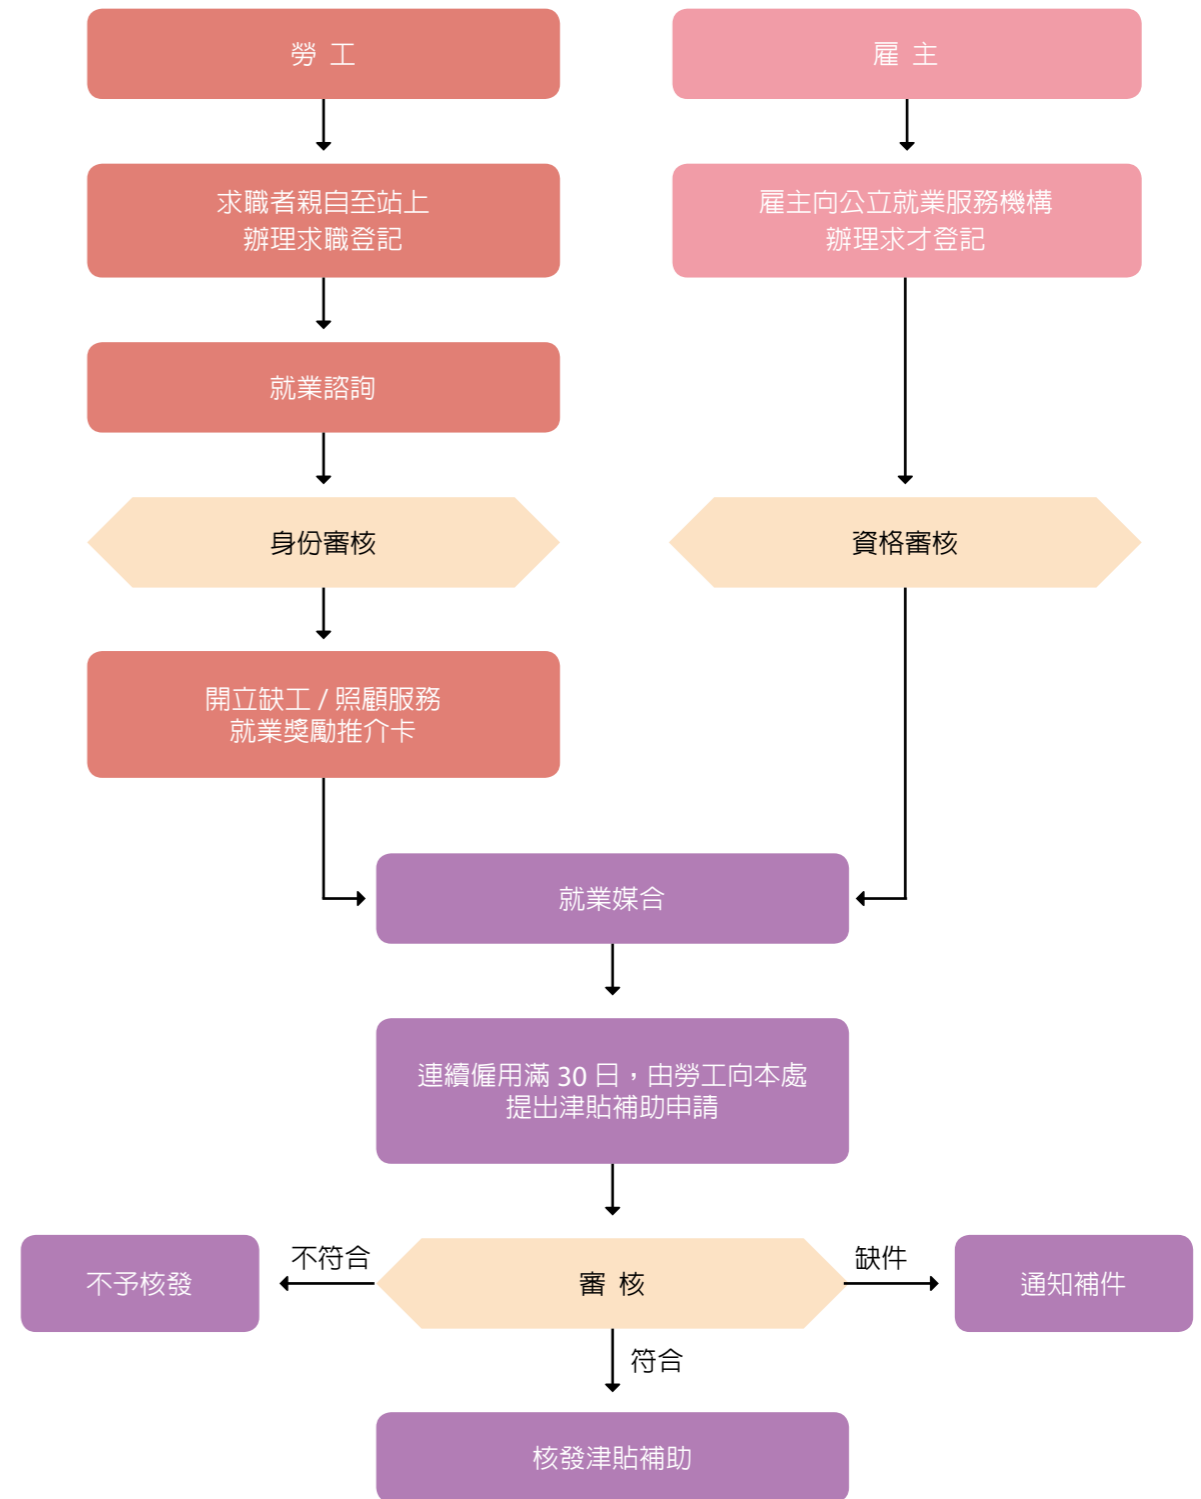 勞 工
雇 主
求職者親自至站上
辦理求職登記
雇主向公立就業服務機構
辦理求才登記
就業諮詢
身份審核
資格審核
開立缺工 / 照顧服務
就業獎勵推介卡
就業媒合
連續僱用滿 30 日，由勞工向本處
提出津貼補助申請
不符合
缺件
不予核發
審 核
通知補件
符合
核發津貼補助